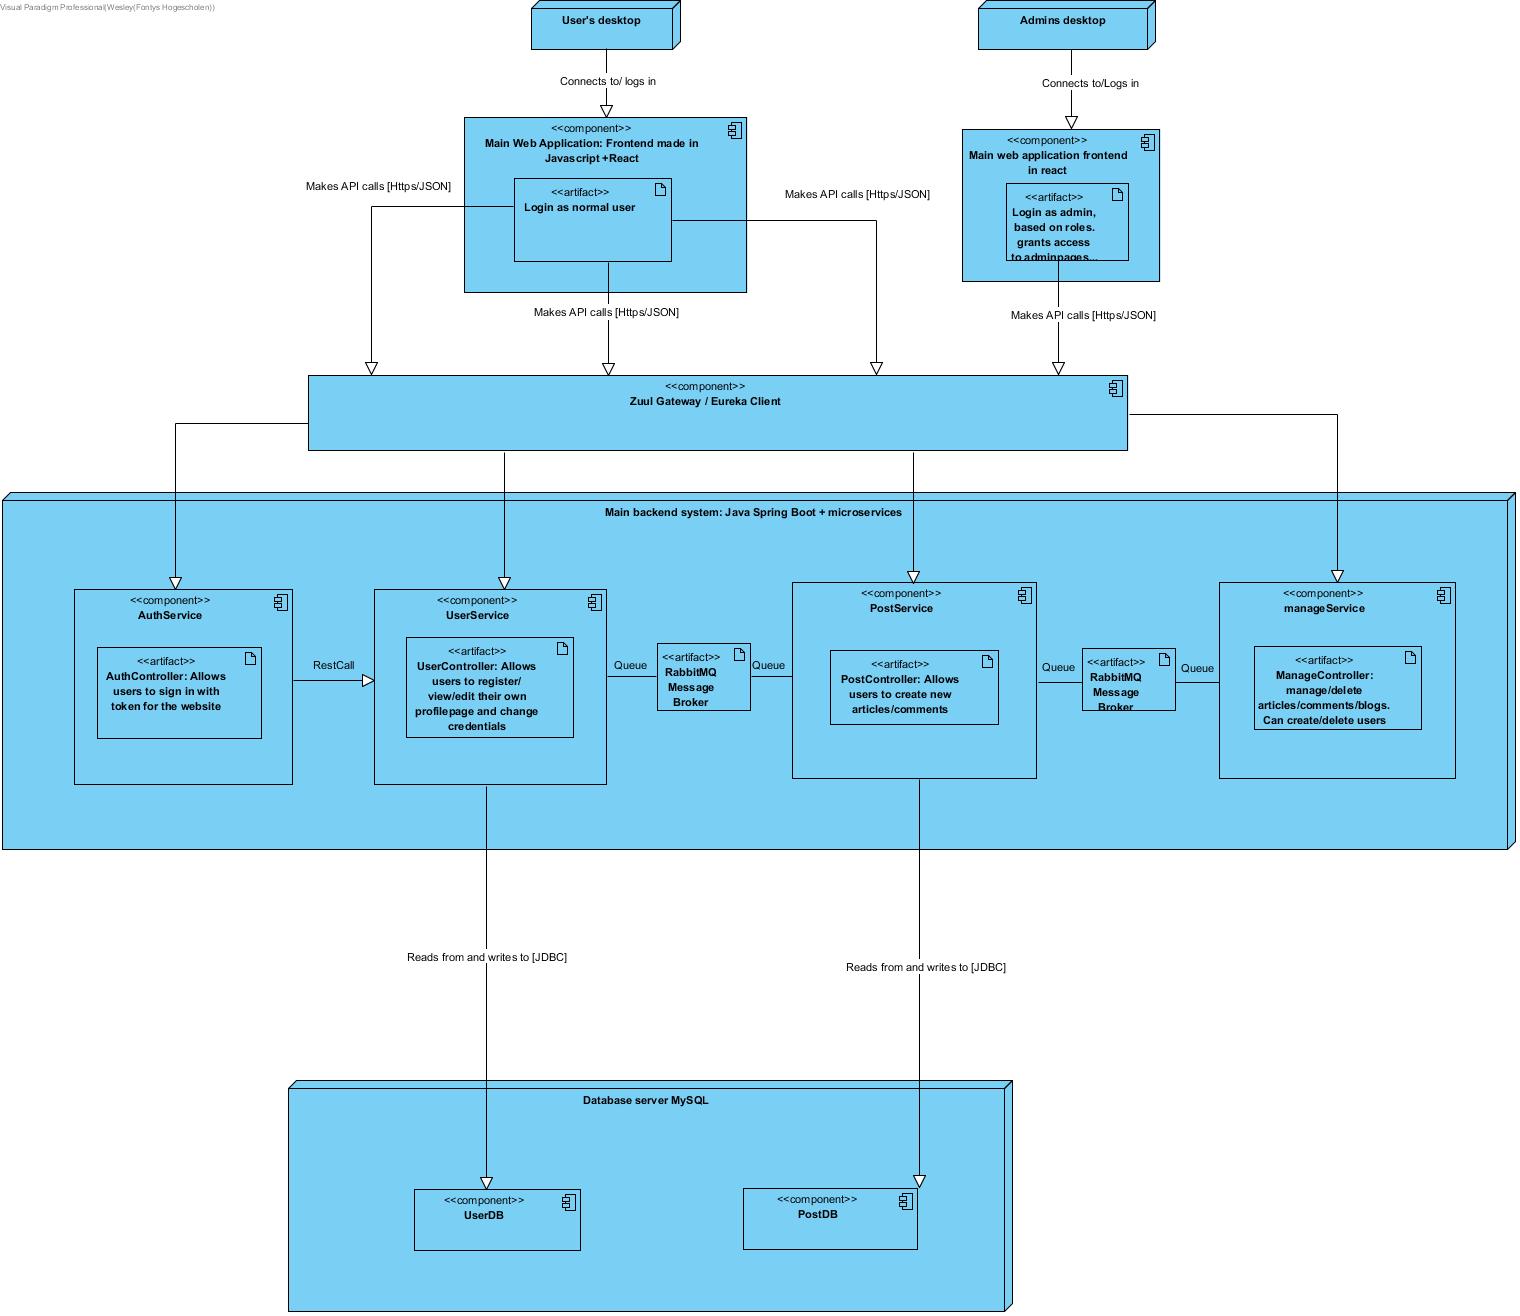 Visual Paradigm Professional(Wesley(Fontys Hogescholen))
User's desktop
Admins desktop
Connects to/ logs in
Connects to/Logs in
<<component>>
Main Web Application: Frontend made in
Javascript +React
<<artifact>>
Login as normal user
<<component>>
Main web application frontend
in react
<<artifact>>
Login as admin,
based on roles.
grants access
to adminpages...
Makes API calls [Https/JSON]
Makes API calls [Https/JSON]
Makes API calls [Https/JSON]
Makes API calls [Https/JSON]
<<component>>
Zuul Gateway / Eureka Client
Main backend system: Java Spring Boot + microservices
<<component>>
AuthService
<<artifact>>
AuthController: Allows
users to sign in with
token for the website
RestCall
<<component>>
UserService
<<artifact>>
UserController: Allows
users to register/
view/edit their own
profilepage and change
credentials
Queue
<<artifact>>
RabbitMQ
Message
Broker
Queue
<<component>>
PostService
<<artifact>>
PostController: Allows
users to create new
articles/comments
Queue
<<artifact>>
RabbitMQ
Message
Broker
Queue
<<component>>
manageService
<<artifact>>
ManageController:
manage/delete
articles/comments/blogs.
Can create/delete users
Reads from and writes to [JDBC]
Reads from and writes to [JDBC]
Database server MySQL
<<component>>
UserDB
<<component>>
PostDB